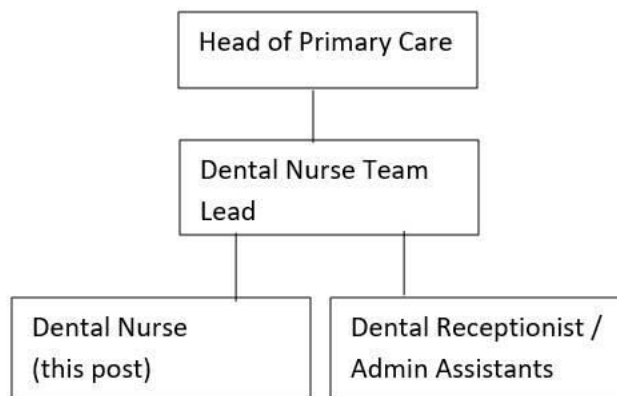 Head of Primary Care
Dental Nurse Team
Lead
Dental Nurse
(this post)
Dental Receptionist /
Admin Assistants